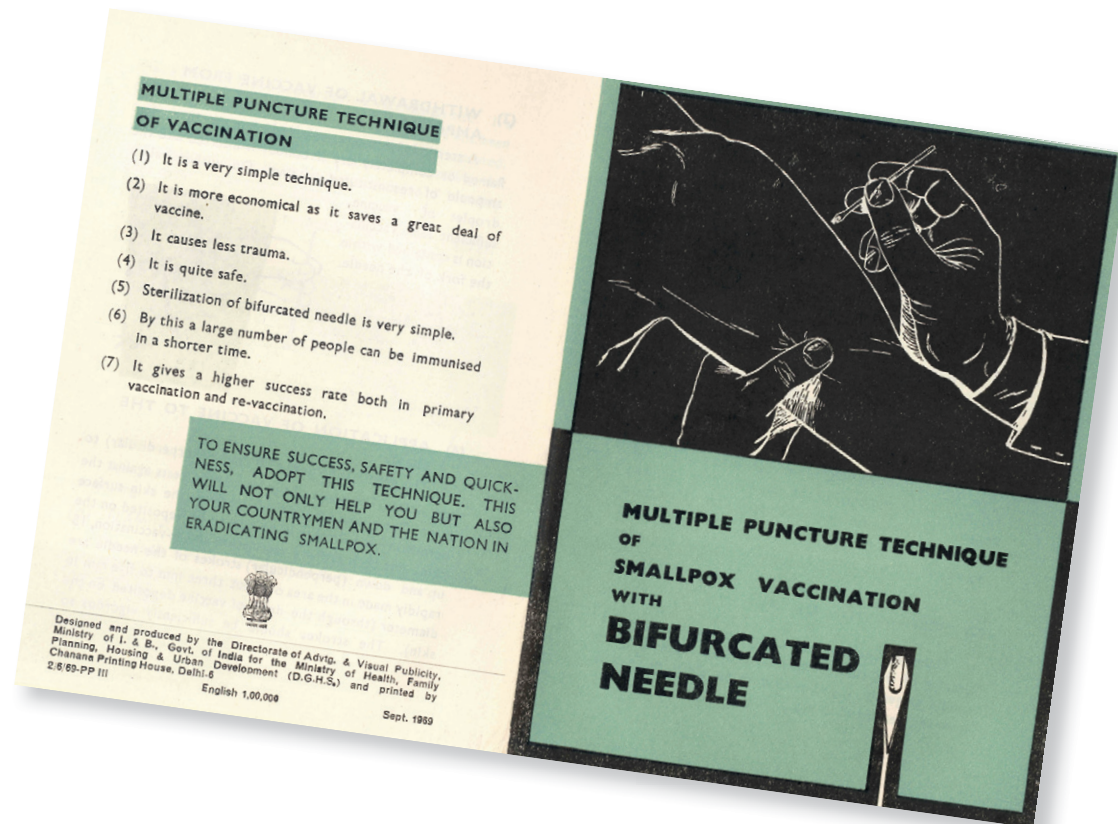 MULTIPLE PUNCTURE TECHNIQUE
OF VACCINATION
(1) It is a very simple technique.
(2) It is more economical as it saves a great deal of
vaccine.
(3) It causes less trauma.
(4) It is quite safe.
(5) Sterilization of bifurcated needle is very simple.
(6) By this a large number of people can be immunised
in a shorter time.
(7) It gives a higher success rate both in primary
vaccination and re-vaccination.
TO ENSURE SUCCESS, SAFETY AND QUICK-
NESS, ADOPT THIS TECHNIQUE. THIS
WILL NOT ONLY HELP YOU BUT ALSO
YOUR COUNTRYMEN AND THE NATION IN
ERADICATING SMALLPOX.
Designed and produced by the Directorate of Advtg. & Visual Publicity,
Ministry of I. & B., Govt. of India for the Ministry of Health, Family
Planning, Housing & Urban Development (D.G.H.S.) and printed by
Chanana Printing House, Delhi-6
2/6/69-PP III
English 1,00,000
Sept. 1969
MULTIPLE PUNCTURE TECHNIQUE
OF
SMALLPOX VACCINATION
WITH
BIFURCATED
NEEDLE